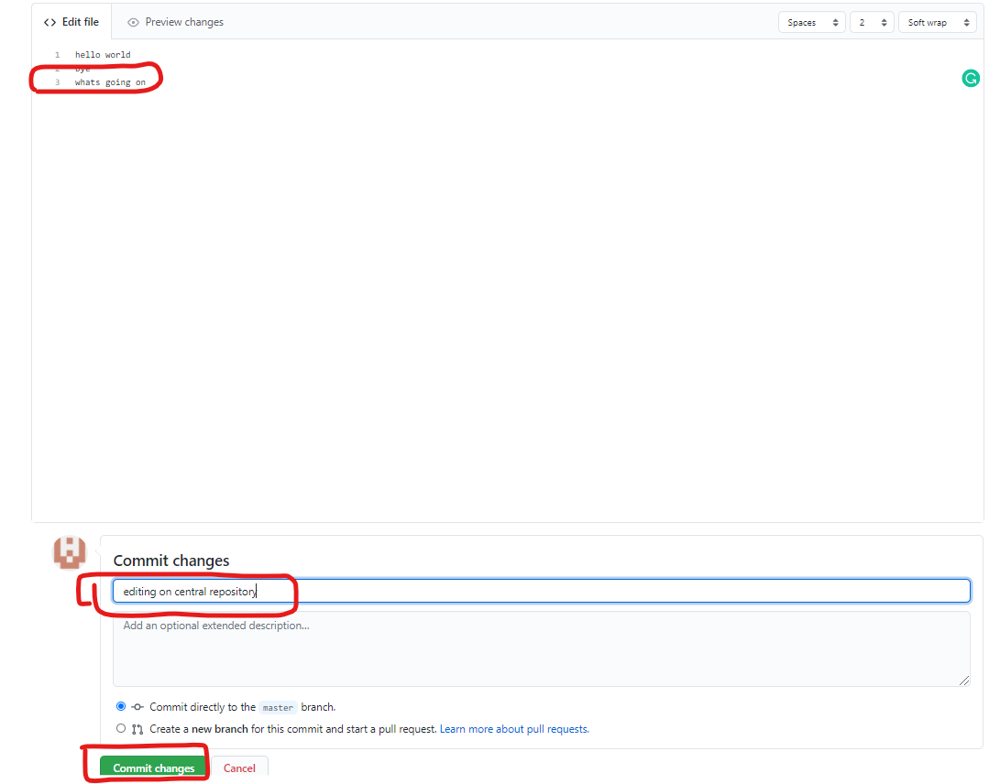 Edit file Preview changes Spaces 2 Soft wrap
1 hello world
2 bye
3 whats going on
Commit changes
editing on central repository
Add an optional extended description...
Commit directly to the master branch.
Create a new branch for this commit and start a pull request. Learn more about pull requests.
Commit changes Cancel